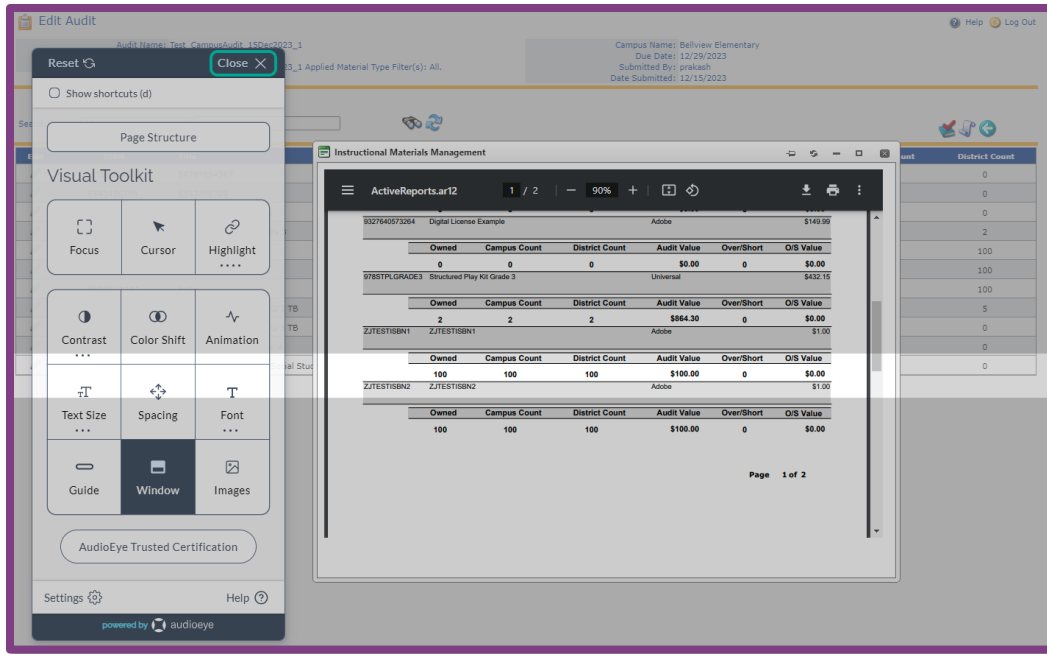 Edit Audit
Help Log Out
Audit Name: Test_CampusAudit_15Dec2023_1
Campus Name: Bellview Elementary
Due Date: 12/29/2023
3_1 Applied Material Type Filter(s): All.
Submitted By: prakash
Date Submitted: 12/15/2023
Reset
Close
Show shortcuts (d)
Page Structure
Visual Toolkit
Focus Cursor Highlight
Contrast Color Shift Animation
Text Size Spacing Font
Guide Window Images
AudioEye Trusted Certification
Settings Help
powered by audioeye
TB
TB
Instructional Materials Management
ActiveReports.ar12 1 / 2 90%
9327640573264 Digital License Example Adobe $149.99
Owned Campus Count District Count Audit Value Over/Short O/S Value
0 0 0 $0.00 0 $0.00
978STPLGRADE3 Structured Play Kit Grade 3 Universal $432.15
Owned Campus Count District Count Audit Value Over/Short O/S Value
2 2 2 $864.30 0 $0.00
ZJTESTISBN1 ZJTESTISBN1 Adobe $1.00
Owned Campus Count District Count Audit Value Over/Short O/S Value
100 100 100 $100.00 0 $0.00
ZJTESTISBN2 ZJTESTISBN2 Adobe $1.00
Owned Campus Count District Count Audit Value Over/Short O/S Value
100 100 100 $100.00 0 $0.00
Page 1 of 2
District Count
0
0
0
2
100
100
100
5
0
0
0